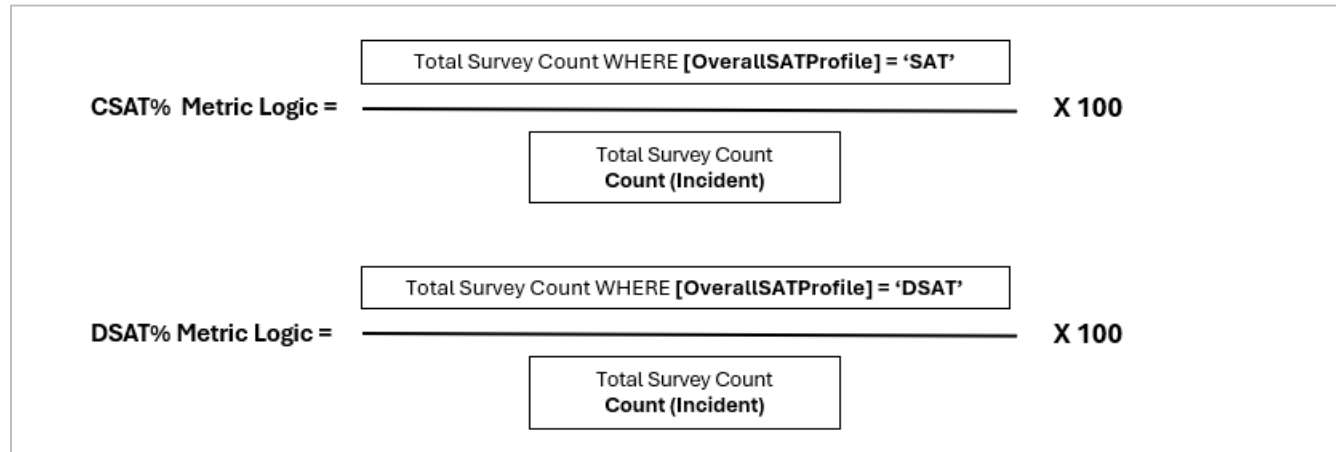 Total Survey Count WHERE [OverallSATProfile] = ‘SAT’
CSAT%  Metric Logic =
X 100
Total Survey Count
Count (Incident)
Total Survey Count WHERE [OverallSATProfile] = ‘DSAT’
DSAT% Metric Logic =
X 100
Total Survey Count
Count (Incident)